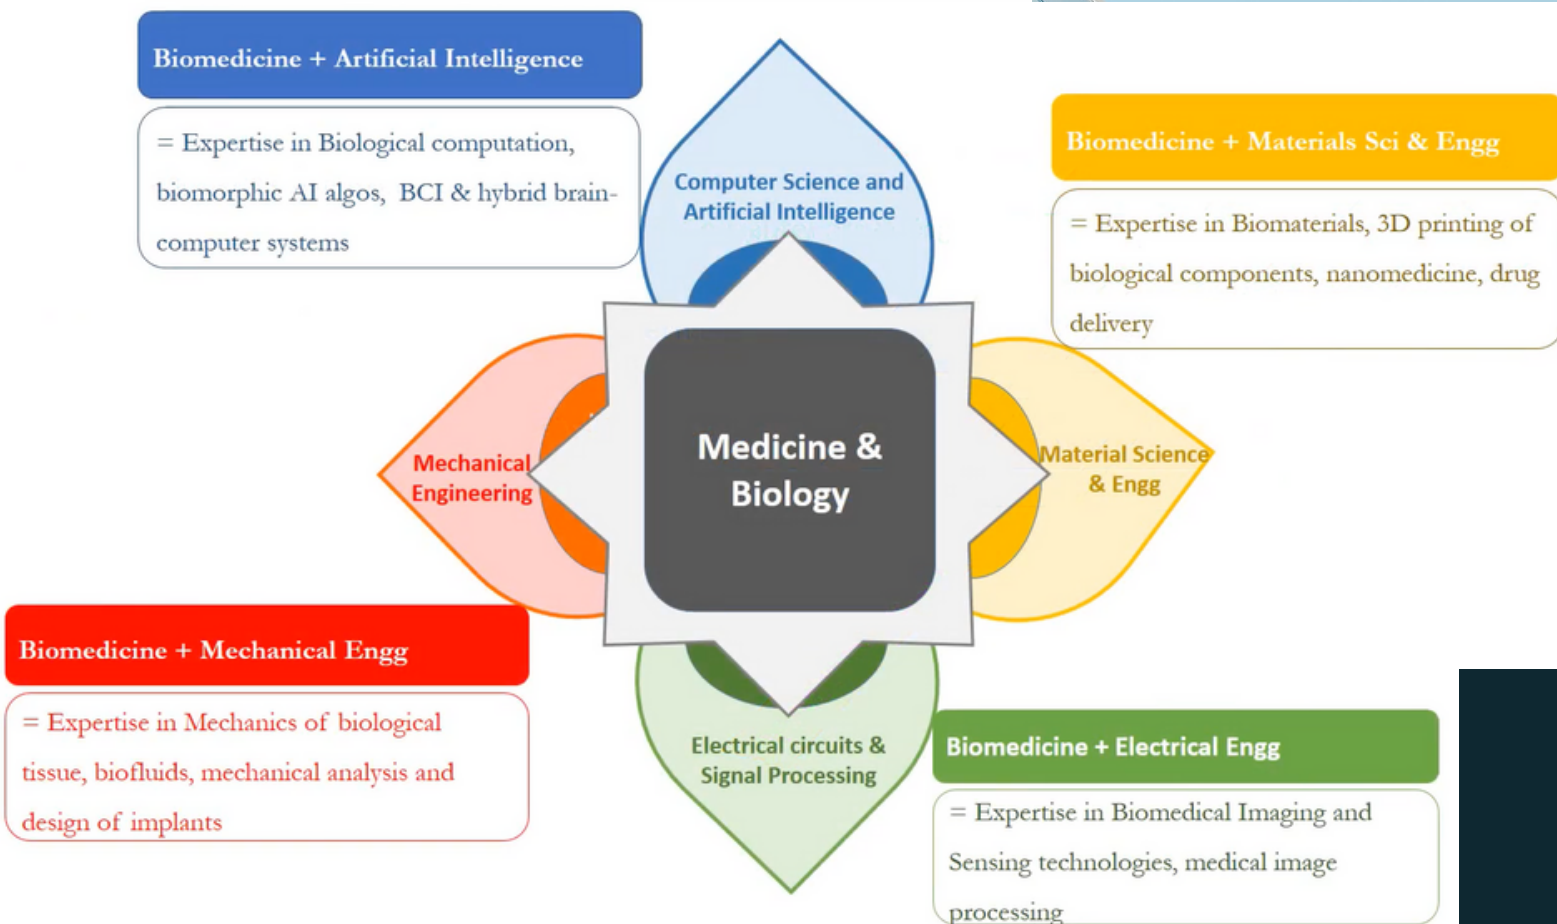 Biomedicine + Artificial Intelligence
= Expertise in Biological computation,
biomorphic AI algos, BCI & hybrid brain-
computer systems
Computer Science and
Artificial Intelligence
Biomedicine + Materials Sci & Engg
= Expertise in Biomaterials, 3D printing of
biological components, nanomedicine, drug
delivery
Mechanical
Engineering
Medicine &
Biology
Material Science
& Engg
Biomedicine + Mechanical Engg
= Expertise in Mechanics of biological
tissue, biofluids, mechanical analysis and
design of implants
Electrical circuits &
Signal Processing
Biomedicine + Electrical Engg
= Expertise in Biomedical Imaging and
Sensing technologies, medical image
processing